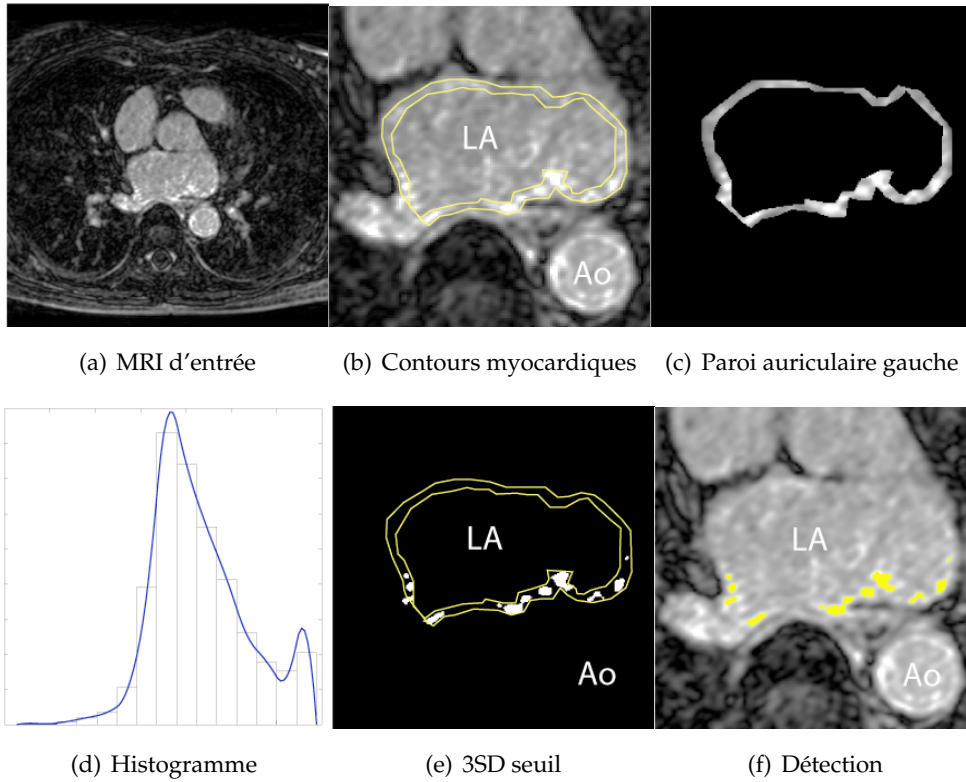 LA
Ao
(a) MRI d'entrée
(b) Contours myocardiques
(c) Paroi auriculaire gauche
LA
Ao
LA
Ao
(d) Histogramme
(e) 3SD seuil
(f) Détection